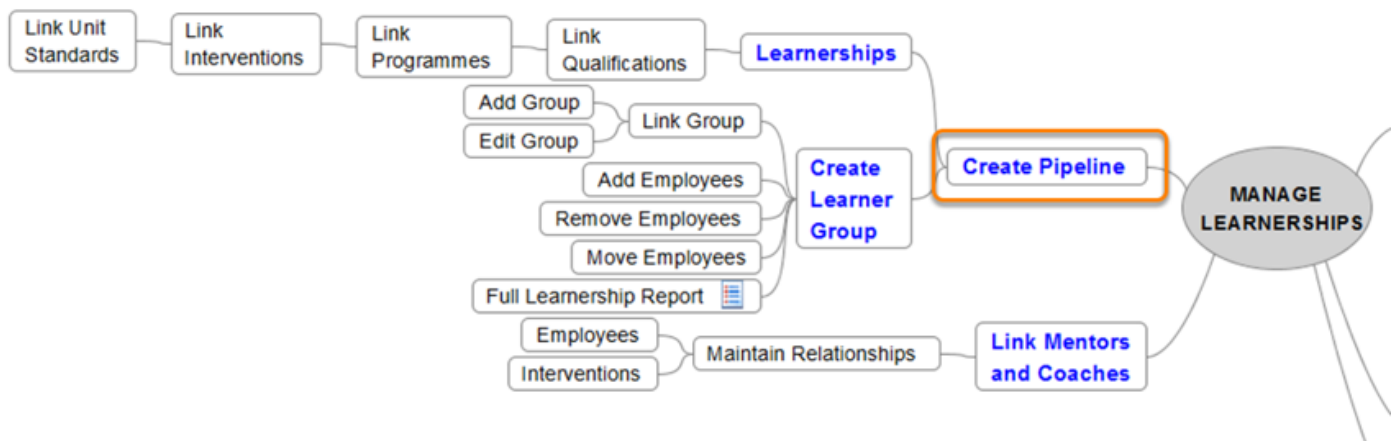 Link Unit
Standards
Link
Interventions
Link
Programmes
Link
Qualifications
Learnerships
Add Group
Edit Group
Link Group
Add Employees
Remove Employees
Move Employees
Full Learnership Report
Create
Learner
Group
Create Pipeline
MANAGE
LEARNERSHIPS
Employees
Interventions
Maintain Relationships
Link Mentors
and Coaches